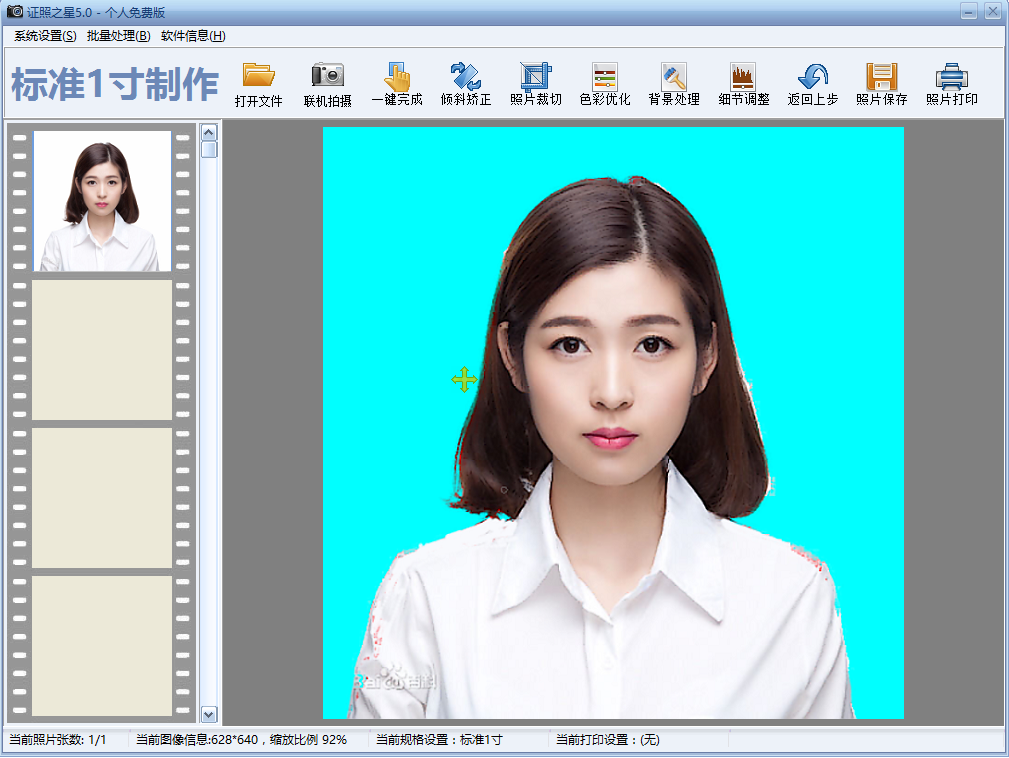 证照之星5.0 - 个人免费版
系统设置(S) 批量处理(B) 软件信息(H)
标准1寸制作
打开文件 联机拍摄 一键完成 倾斜矫正 照片裁切 色彩优化 背景处理 细节调整 返回上步 照片保存 照片打印
Bai 百科
当前照片张数: 1/1 当前图像信息:628*640，缩放比例 92% 当前规格设置：标准1寸 当前打印设置：(无)